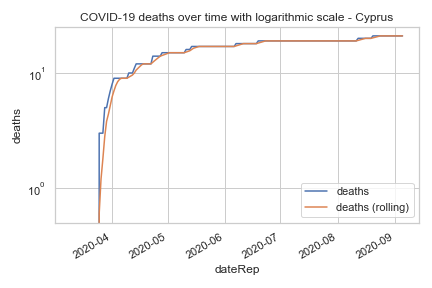 COVID-19 deaths over time with logarithmic scale - Cyprus
deaths
10¹
10⁰
deaths
deaths (rolling)
2020-04
2020-05
2020-06
2020-07
2020-08
2020-09
dateRep